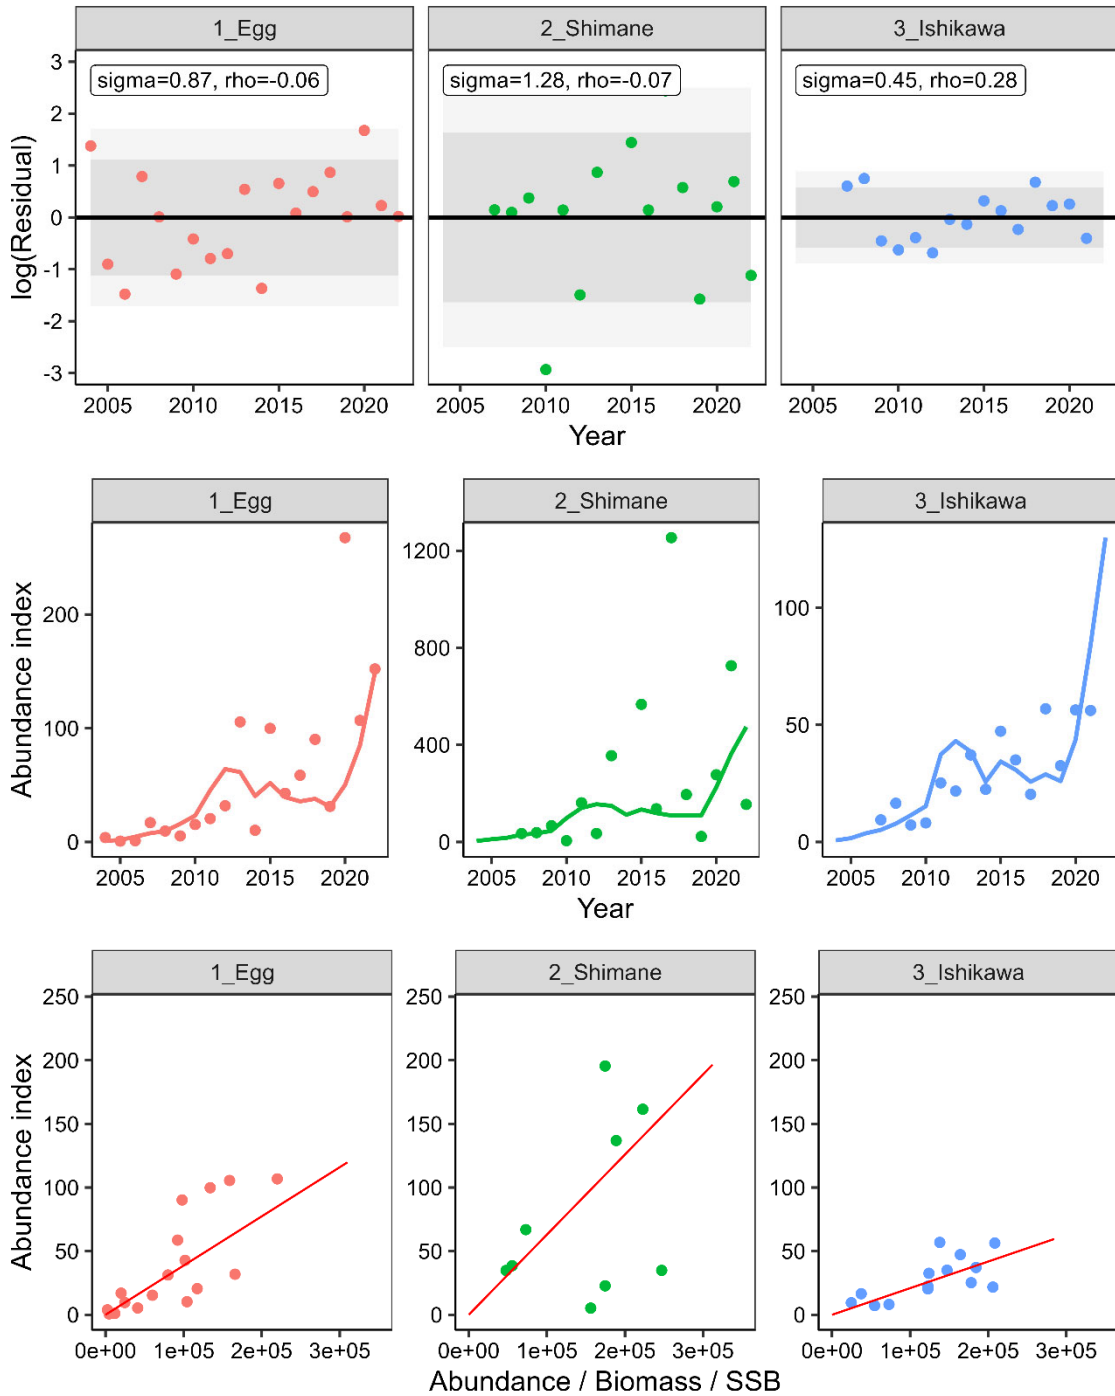 1_Egg 2_Shimane 3_Ishikawa
sigma=0.87, rho=-0.06 sigma=1.28, rho=-0.07 sigma=0.45, rho=0.28
log(Residual)
3
2
1
0
-1
-2
-3
2005 2010 2015 2020 2005 2010 2015 2020 2005 2010 2015 2020
Year
1_Egg 2_Shimane 3_Ishikawa
Abundance index
200
100
0
1200
800
400
0
100
50
0
2005 2010 2015 2020 2005 2010 2015 2020 2005 2010 2015 2020
Year
1_Egg 2_Shimane 3_Ishikawa
Abundance index
250 250 250
200 200 200
150 150 150
100 100 100
50 50 50
0 0 0
0e+00 1e+05 2e+05 3e+05 0e+00 1e+05 2e+05 3e+05 0e+00 1e+05 2e+05 3e+05
Abundance / Biomass / SSB